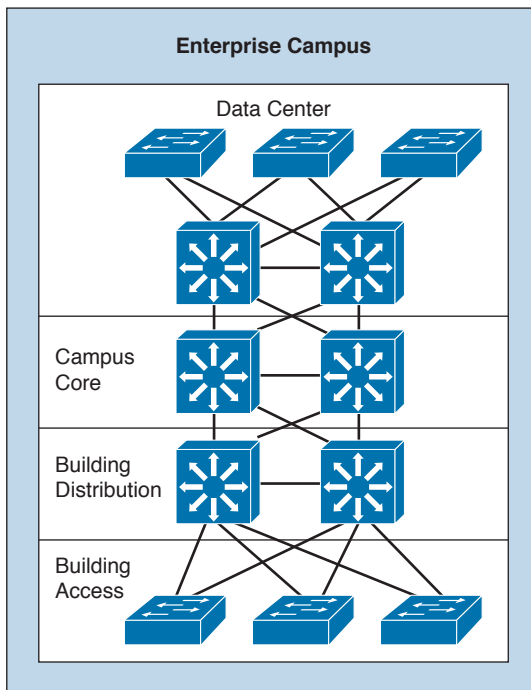 Enterprise Campus
Data Center
Campus
Core
Building
Distribution
Building
Access